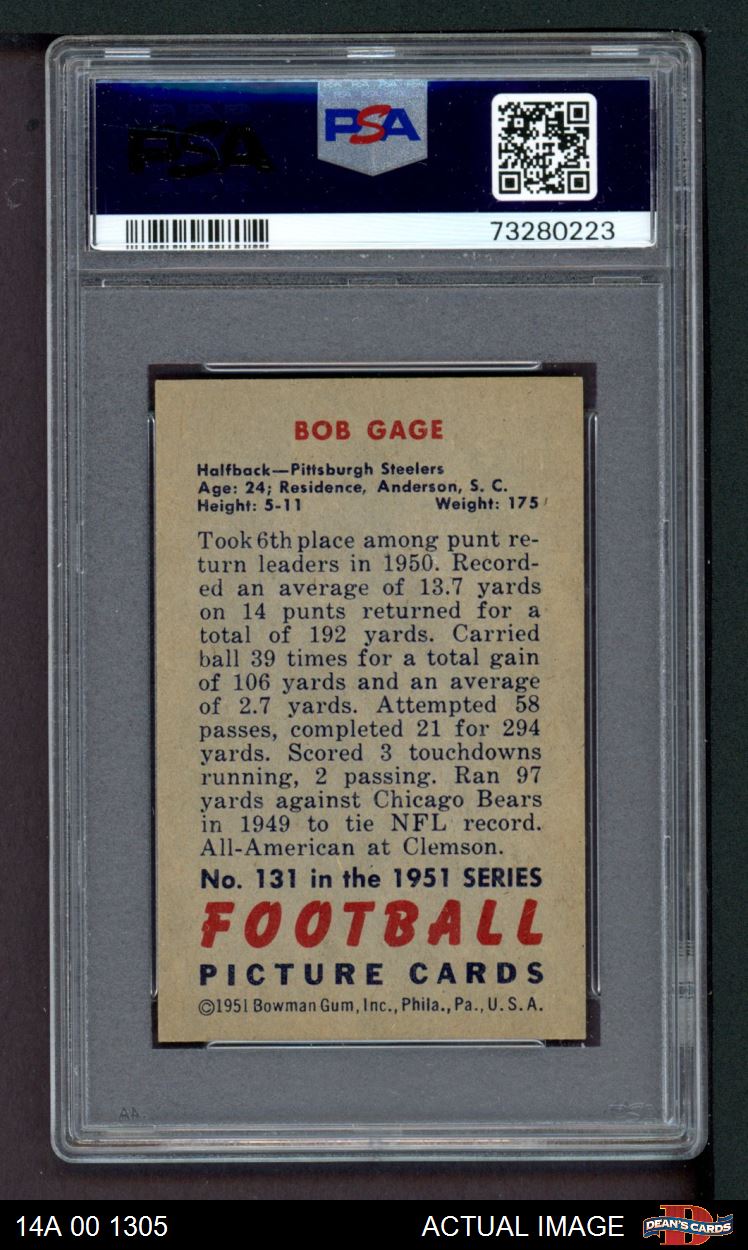 PSA
PSA
73280223
BOB GAGE
Halfback—Pittsburgh Steelers
Age: 24; Residence, Anderson, S. C.
Height: 5-11 Weight: 175
Took 6th place among punt re-
turn leaders in 1950. Record-
ed an average of 13.7 yards
on 14 punts returned for a
total of 192 yards. Carried
ball 39 times for a total gain
of 106 yards and an average
of 2.7 yards. Attempted 58
passes, completed 21 for 294
yards. Scored 3 touchdowns
running, 2 passing. Ran 97
yards against Chicago Bears
in 1949 to tie NFL record.
All-American at Clemson.
No. 131 in the 1951 SERIES
FOOTBALL
PICTURE CARDS
©1951 Bowman Gum, Inc., Phila., Pa., U. S. A.
14A 00 1305 ACTUAL IMAGE D DEAN'S CARDS